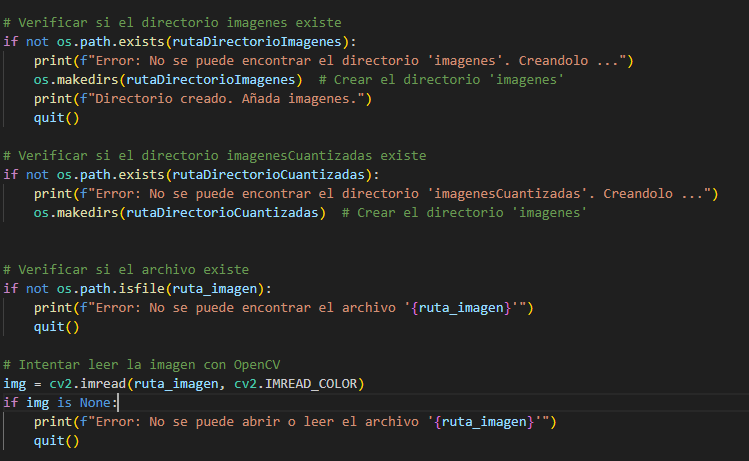 # Verificar si el directorio imagenes existe
if not os.path.exists(rutaDirectorioImagenes):
    print(f"Error: No se puede encontrar el directorio 'imagenes'. Creandolo ...")
    os.makedirs(rutaDirectorioImagenes)  # Crear el directorio 'imagenes'
    print(f"Directorio creado. Añada imagenes.")
    quit()

# Verificar si el directorio imagenesCuantizadas existe
if not os.path.exists(rutaDirectorioCuantizadas):
    print(f"Error: No se puede encontrar el directorio 'imagenesCuantizadas'. Creandolo ...")
    os.makedirs(rutaDirectorioCuantizadas)  # Crear el directorio 'imagenes'


# Verificar si el archivo existe
if not os.path.isfile(ruta_imagen):
    print(f"Error: No se puede encontrar el archivo '{ruta_imagen}'")
    quit()

# Intentar leer la imagen con OpenCV
img = cv2.imread(ruta_imagen, cv2.IMREAD_COLOR)
if img is None:
    print(f"Error: No se puede abrir o leer el archivo '{ruta_imagen}'")
    quit()